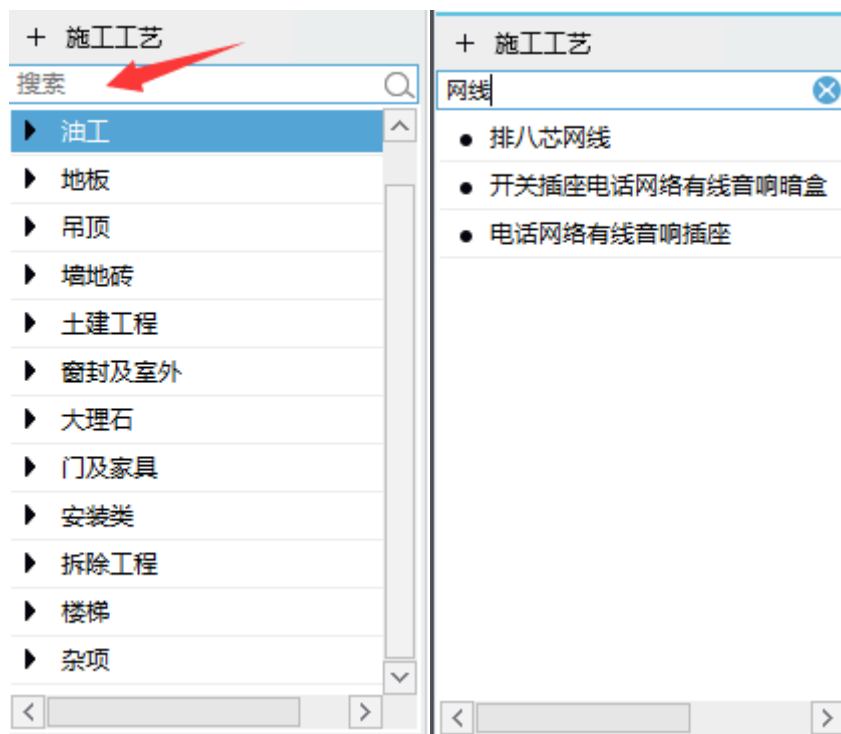 + 施工工艺
搜索
油工
地板
吊顶
墙地砖
土建工程
窗封及室外
大理石
门及家具
安装类
拆除工程
楼梯
杂项
+ 施工工艺
网线
排八芯网线
开关插座电话网络有线音响暗盒
电话网络有线音响插座